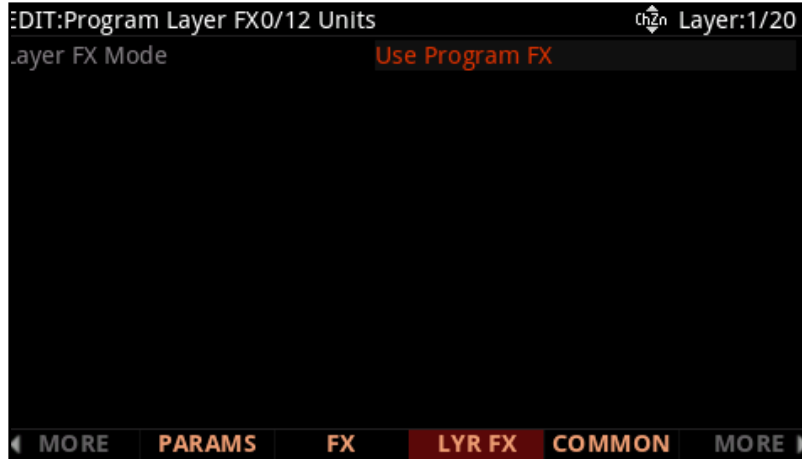 EDIT:Program Layer FX0/12 Units ChZn Layer:1/20
Layer FX Mode Use Program FX
MORE PARAMS FX LYR FX COMMON MORE